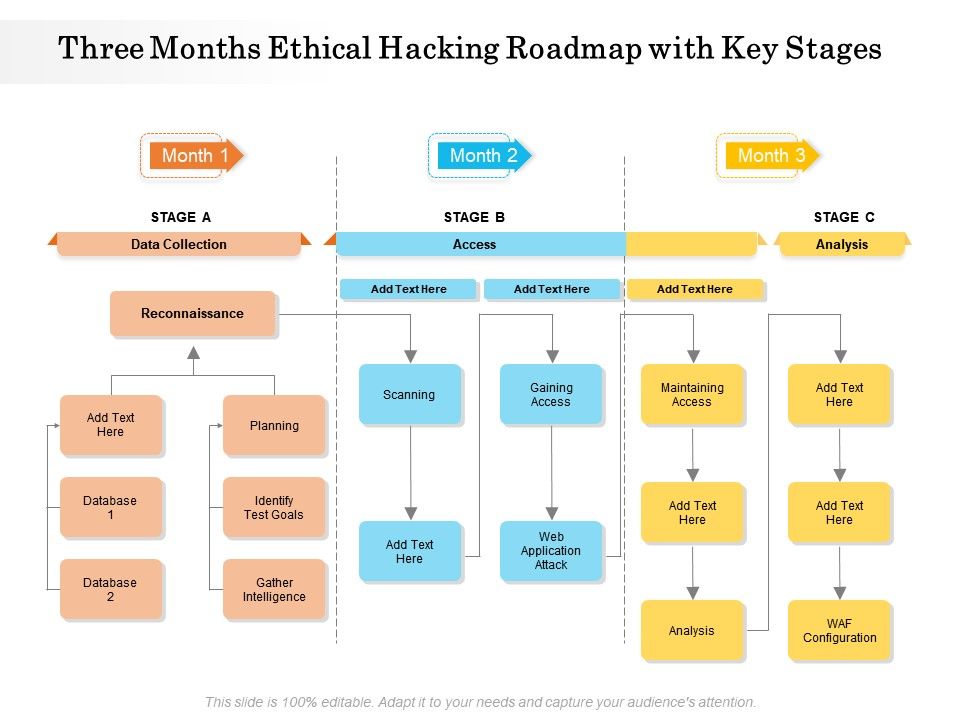 Three Months Ethical Hacking Roadmap with Key Stages
Month 1
Month 2
Month 3
STAGE A
STAGE B
STAGE C
Data Collection
Access
Analysis
Add Text Here
Add Text Here
Add Text Here
Reconnaissance
Add Text
Here
Planning
Database
1
Identify
Test Goals
Database
2
Gather
Intelligence
Scanning
Add Text
Here
Gaining
Access
Web
Application
Attack
Maintaining
Access
Add Text
Here
Analysis
Add Text
Here
Add Text
Here
WAF
Configuration
This slide is 100% editable. Adapt it to your needs and capture your audience's attention.